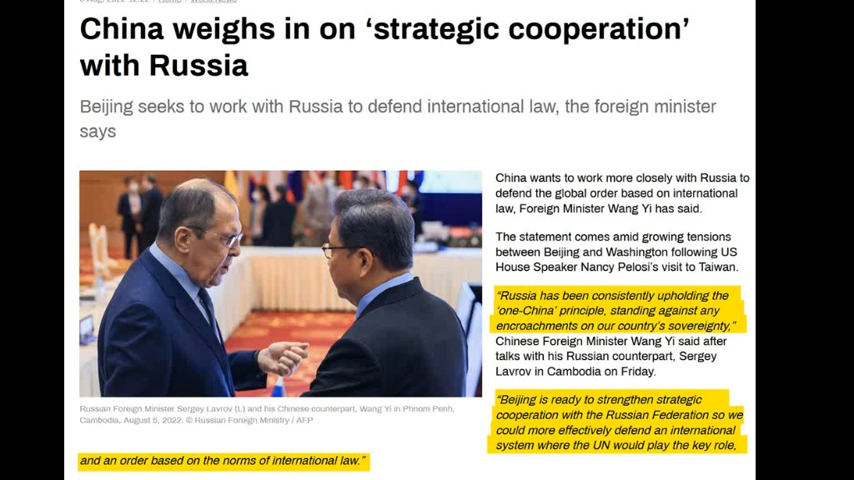 China weighs in on ‘strategic cooperation’
with Russia
Beijing seeks to work with Russia to defend international law, the foreign minister
says
China wants to work more closely with Russia to
defend the global order based on international
law, Foreign Minister Wang Yi has said.
The statement comes amid growing tensions
between Beijing and Washington following US
House Speaker Nancy Pelosi’s visit to Taiwan.
“Russia has been consistently upholding the
‘one-China’ principle, standing against any
encroachments on our country’s sovereignty,”
Chinese Foreign Minister Wang Yi said after
talks with his Russian counterpart, Sergey
Lavrov in Cambodia on Friday.
Russian Foreign Minister Sergey Lavrov (L) and his Chinese counterpart, Wang Yi in Phnom Penh,
Cambodia, August 5, 2022. © Russian Foreign Ministry / AFP
“Beijing is ready to strengthen strategic
cooperation with the Russian Federation so we
could more effectively defend an international
system where the UN would play the key role,
and an order based on the norms of international law.”